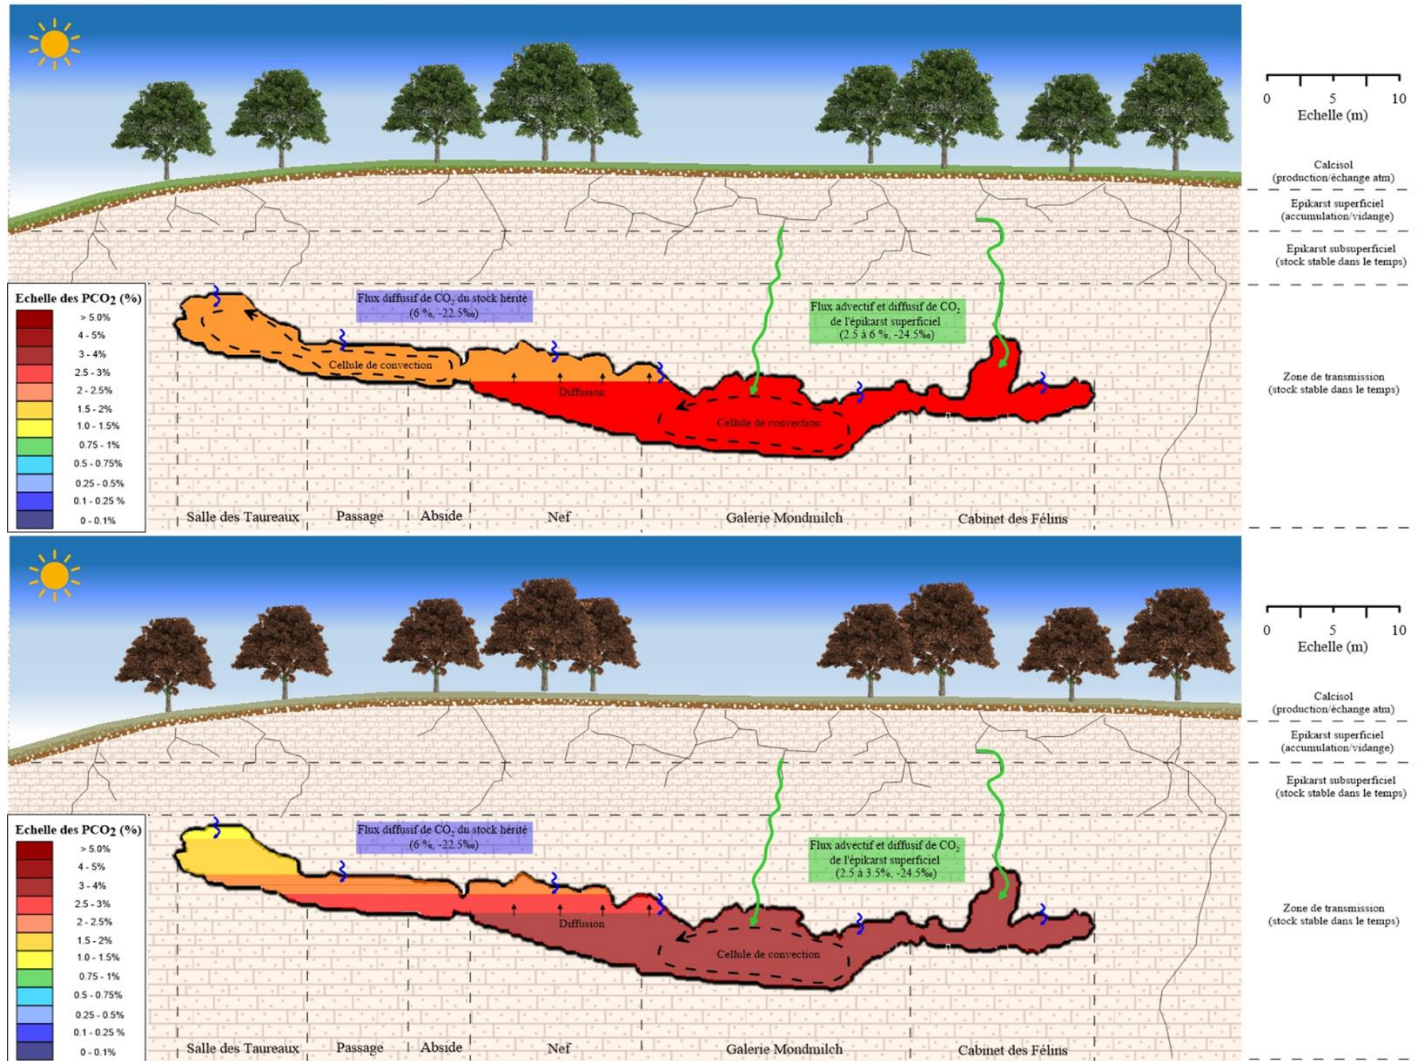 0 5 10
Echelle (m)
Calcisol
(production/échange atm)
Epikarst superficiel
(accumulation/vidange)
Epikarst subsuperficiel
(stock stable dans le temps)
Zone de transmission
(stock stable dans le temps)
Echelle des PCO2 (%)
> 5.0%
4 - 5%
3 - 4%
2.5 - 3%
2 - 2.5%
1.5 - 2%
1.0 - 1.5%
0.75 - 1%
0.5 - 0.75%
0.25 - 0.5%
0.1 - 0.25 %
0 - 0.1%
Flux diffusif de CO2 du stock hérité
(6 %, -22.5‰)
Flux advectif et diffusif de CO2
de l'épikarst superficiel
(2.5 à 6 %, -24.5‰)
Cellule de convection
Diffusion
Cellule de convection
Salle des Taureaux Passage Abside Nef Galerie Mondmilch Cabinet des Félins
0 5 10
Echelle (m)
Calcisol
(production/échange atm)
Epikarst superficiel
(accumulation/vidange)
Epikarst subsuperficiel
(stock stable dans le temps)
Zone de transmission
(stock stable dans le temps)
Echelle des PCO2 (%)
> 5.0%
4 - 5%
3 - 4%
2.5 - 3%
2 - 2.5%
1.5 - 2%
1.0 - 1.5%
0.75 - 1%
0.5 - 0.75%
0.25 - 0.5%
0.1 - 0.25 %
0 - 0.1%
Flux diffusif de CO2 du stock hérité
(6 %, -22.5‰)
Flux advectif et diffusif de CO2
de l'épikarst superficiel
(2.5 à 3.5%, -24.5‰)
Diffusion
Cellule de convection
Salle des Taureaux Passage Abside Nef Galerie Mondmilch Cabinet des Félins